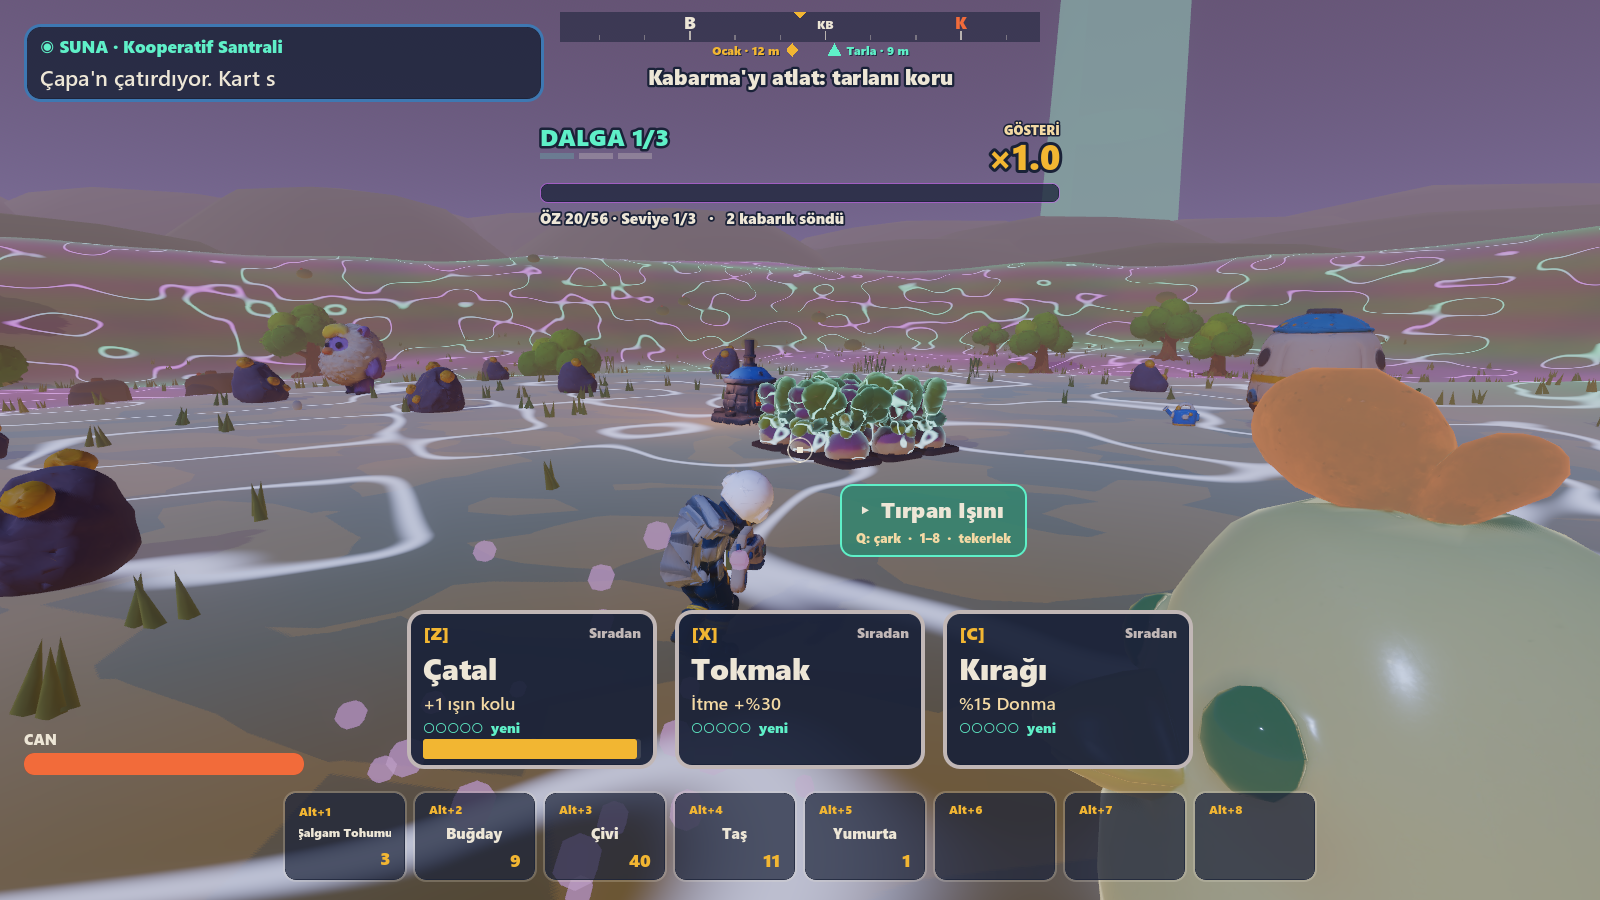 SUNA · Kooperatif Santrali
Çapa'n çatırdıyor. Kart s
B
KB
K
Ocak · 12 m
Tarla · 9 m
Kabarma'yı atlat: tarlanı koru
DALGA 1/3
GÖSTERİ
×1.0
ÖZ 20/56 · Seviye 1/3 · 2 kabarık söndü
Tırpan Işını
Q: çark · 1–8 · tekerlek
[Z]
Sıradan
Çatal
+1 ışın kolu
yeni
[X]
Sıradan
Tokmak
İtme +%30
yeni
[C]
Sıradan
Kırağı
%15 Donma
yeni
CAN
Alt+1
Şalgam Tohumu
3
Alt+2
Buğday
9
Alt+3
Çivi
40
Alt+4
Taş
11
Alt+5
Yumurta
1
Alt+6
Alt+7
Alt+8